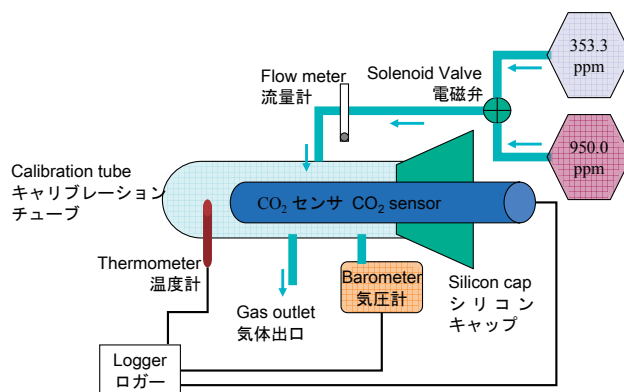 353.3
ppm
Flow meter
流量計
Solenoid Valve
電磁弁
950.0
ppm
Calibration tube
キャリブレーション
チューブ
CO₂ センサ CO₂ sensor
Thermometer
温度計
Gas outlet
気体出口
Barometer
気圧計
Silicon cap
シリコン
キャップ
Logger
ロガー